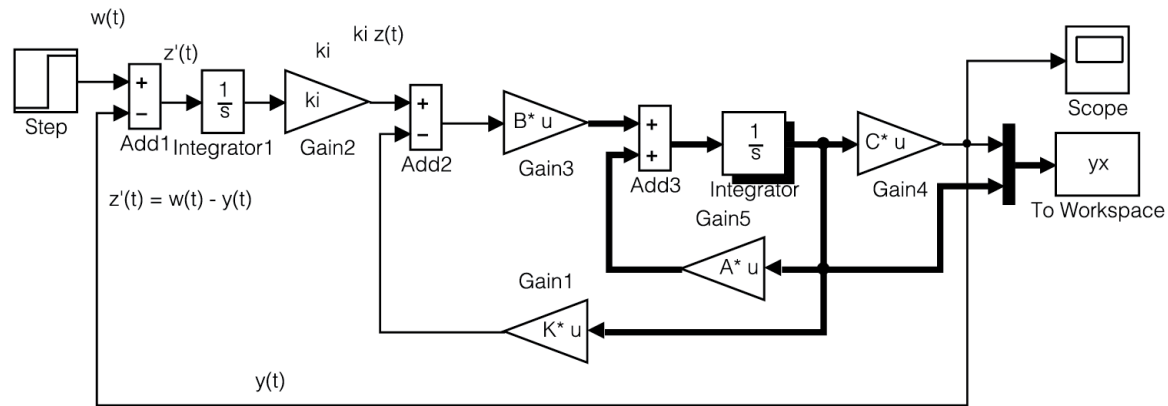 w(t)
z'(t)
ki
ki z(t)
+
−
1
s
ki
+
−
B* u
+
+
1
s
C* u
yx
Step
Add1
Integrator1
Gain2
Add2
Gain3
Add3
Integrator
Gain4
Scope
To Workspace
z'(t) = w(t) - y(t)
Gain5
A* u
Gain1
K* u
y(t)